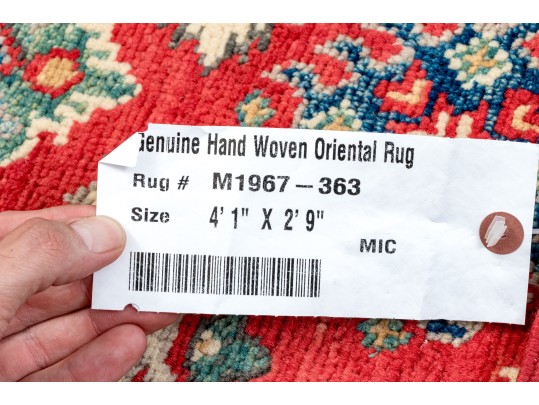 Genuine Hand Woven Oriental Rug
Rug # M1967-363
Size 4' 1" X 2' 9"
MIC